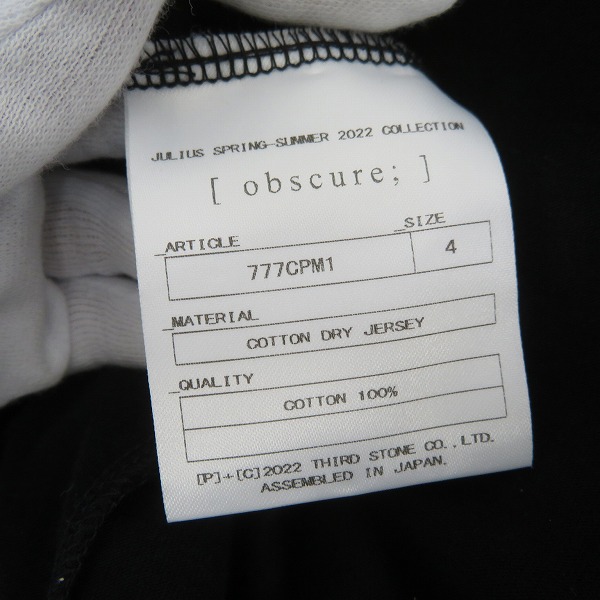 JULIUS SPRING-SUMMER 2022 COLLECTION
[ obscure; ]
_ARTICLE _SIZE
777CPM1 4
_MATERIAL
COTTON DRY JERSEY
_QUALITY
COTTON 100%
[P]+[C]2022 THIRD STONE CO.,LTD.
ASSEMBLED IN JAPAN.